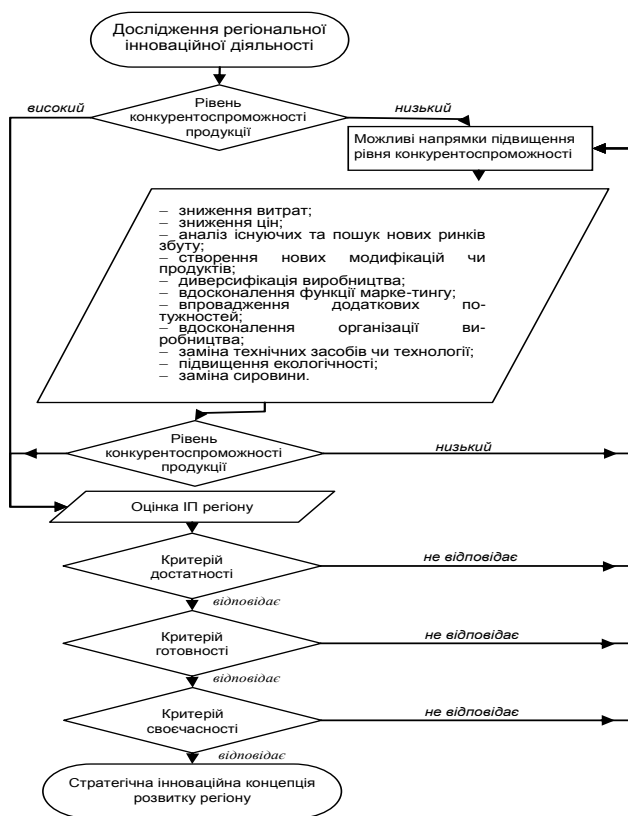 Дослідження регіональної
інноваційної діяльності
високий
Рівень
конкурентоспроможності
продукції
низький
Можливі напрямки підвищення
рівня конкурентоспроможності
– зниження витрат;
– зниження цін;
– аналіз існуючих та пошук нових ринків
збуту;
– створення нових модифікацій чи
продуктів;
– диверсифікація виробництва;
– вдосконалення функції марке-тингу;
– впровадження додаткових по-
тужностей;
– вдосконалення організації ви-
робництва;
– заміна технічних засобів чи технології;
– підвищення екологічності;
– заміна сировини.
Рівень
конкурентоспроможності
продукції
низький
Оцінка ІП регіону
Критерій
достатності
не відповідає
відповідає
Критерій
готовності
не відповідає
відповідає
Критерій
своєчасності
не відповідає
відповідає
Стратегічна інноваційна концепція
розвитку регіону